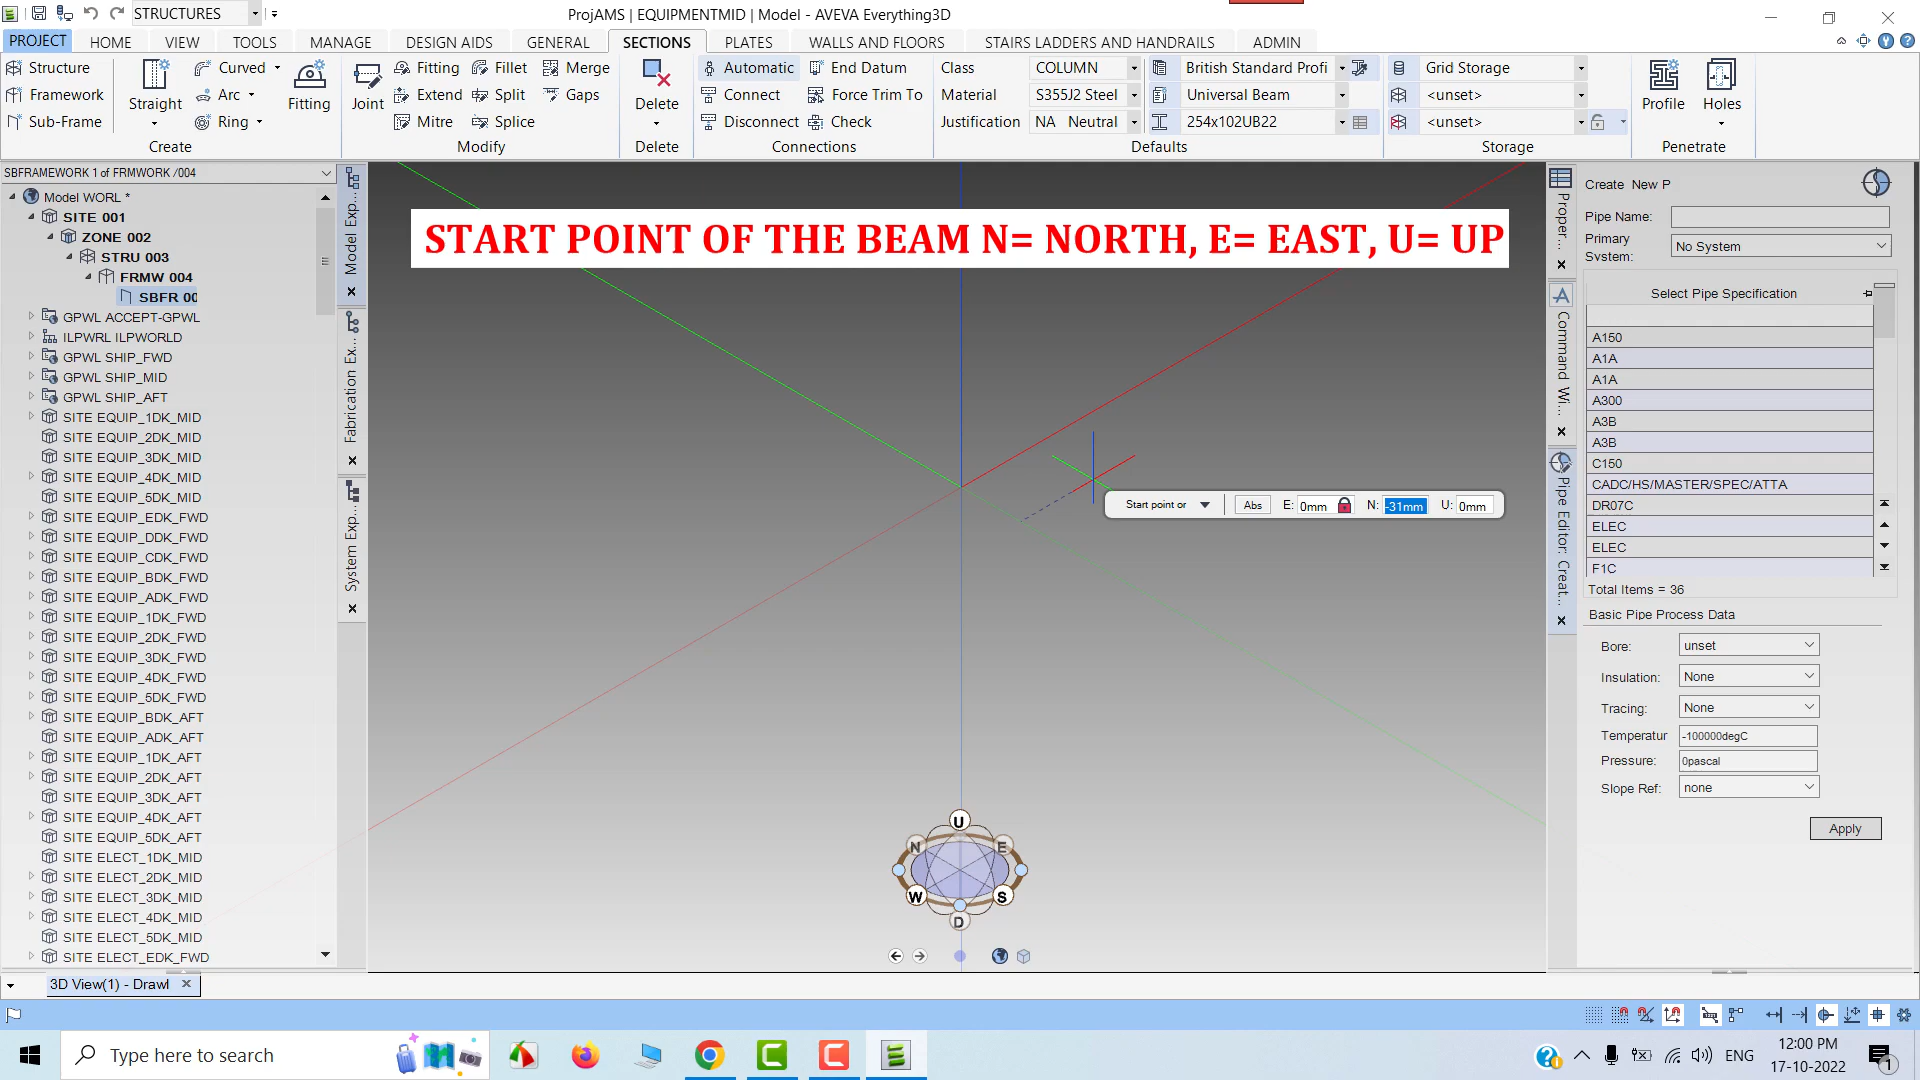 STRUCTURES
ProjAMS | EQUIPMENTMID | Model - AVEVA Everything3D
PROJECT HOME VIEW TOOLS MANAGE DESIGN AIDS GENERAL SECTIONS PLATES WALLS AND FLOORS STAIRS LADDERS AND HANDRAILS ADMIN
Structure
Framework
Sub-Frame
Straight
Curved
Arc
Ring
Fitting
Create
Joint
Fitting
Extend
Mitre
Fillet
Split
Splice
Merge
Gaps
Modify
Delete
Delete
Automatic
Connect
Disconnect
End Datum
Force Trim To
Check
Connections
Class COLUMN
Material S355J2 Steel
Justification NA Neutral
British Standard Profi
Universal Beam
254x102UB22
Defaults
Grid Storage
<unset>
<unset>
Storage
Profile
Holes
Penetrate
SBFRAMEWORK 1 of FRMWORK /004
Model WORL *
SITE 001
ZONE 002
STRU 003
FRMW 004
SBFR 00
GPWL ACCEPT-GPWL
ILPWRL ILPWORLD
GPWL SHIP_FWD
GPWL SHIP_MID
GPWL SHIP_AFT
SITE EQUIP_1DK_MID
SITE EQUIP_2DK_MID
SITE EQUIP_3DK_MID
SITE EQUIP_4DK_MID
SITE EQUIP_5DK_MID
SITE EQUIP_EDK_FWD
SITE EQUIP_DDK_FWD
SITE EQUIP_CDK_FWD
SITE EQUIP_BDK_FWD
SITE EQUIP_ADK_FWD
SITE EQUIP_1DK_FWD
SITE EQUIP_2DK_FWD
SITE EQUIP_3DK_FWD
SITE EQUIP_4DK_FWD
SITE EQUIP_5DK_FWD
SITE EQUIP_BDK_AFT
SITE EQUIP_ADK_AFT
SITE EQUIP_1DK_AFT
SITE EQUIP_2DK_AFT
SITE EQUIP_3DK_AFT
SITE EQUIP_4DK_AFT
SITE EQUIP_5DK_AFT
SITE ELECT_1DK_MID
SITE ELECT_2DK_MID
SITE ELECT_3DK_MID
SITE ELECT_4DK_MID
SITE ELECT_5DK_MID
SITE ELECT_EDK_FWD
Model Exp...
Fabrication Ex...
System Exp...
START POINT OF THE BEAM N= NORTH, E= EAST, U= UP
Start point or Abs E: 0mm N: -31mm U: 0mm
U
N E
W S
D
Proper...
Command Wi...
Pipe Editor: Creat...
Create New P
Pipe Name:
Primary System: No System
Select Pipe Specification
A150
A1A
A1A
A300
A3B
A3B
C150
CADC/HS/MASTER/SPEC/ATTA
DR07C
ELEC
ELEC
F1C
Total Items = 36
Basic Pipe Process Data
Bore: unset
Insulation: None
Tracing: None
Temperatur -100000degC
Pressure: 0pascal
Slope Ref: none
Apply
3D View(1) - Drawl
Type here to search
ENG
12:00 PM
17-10-2022
1